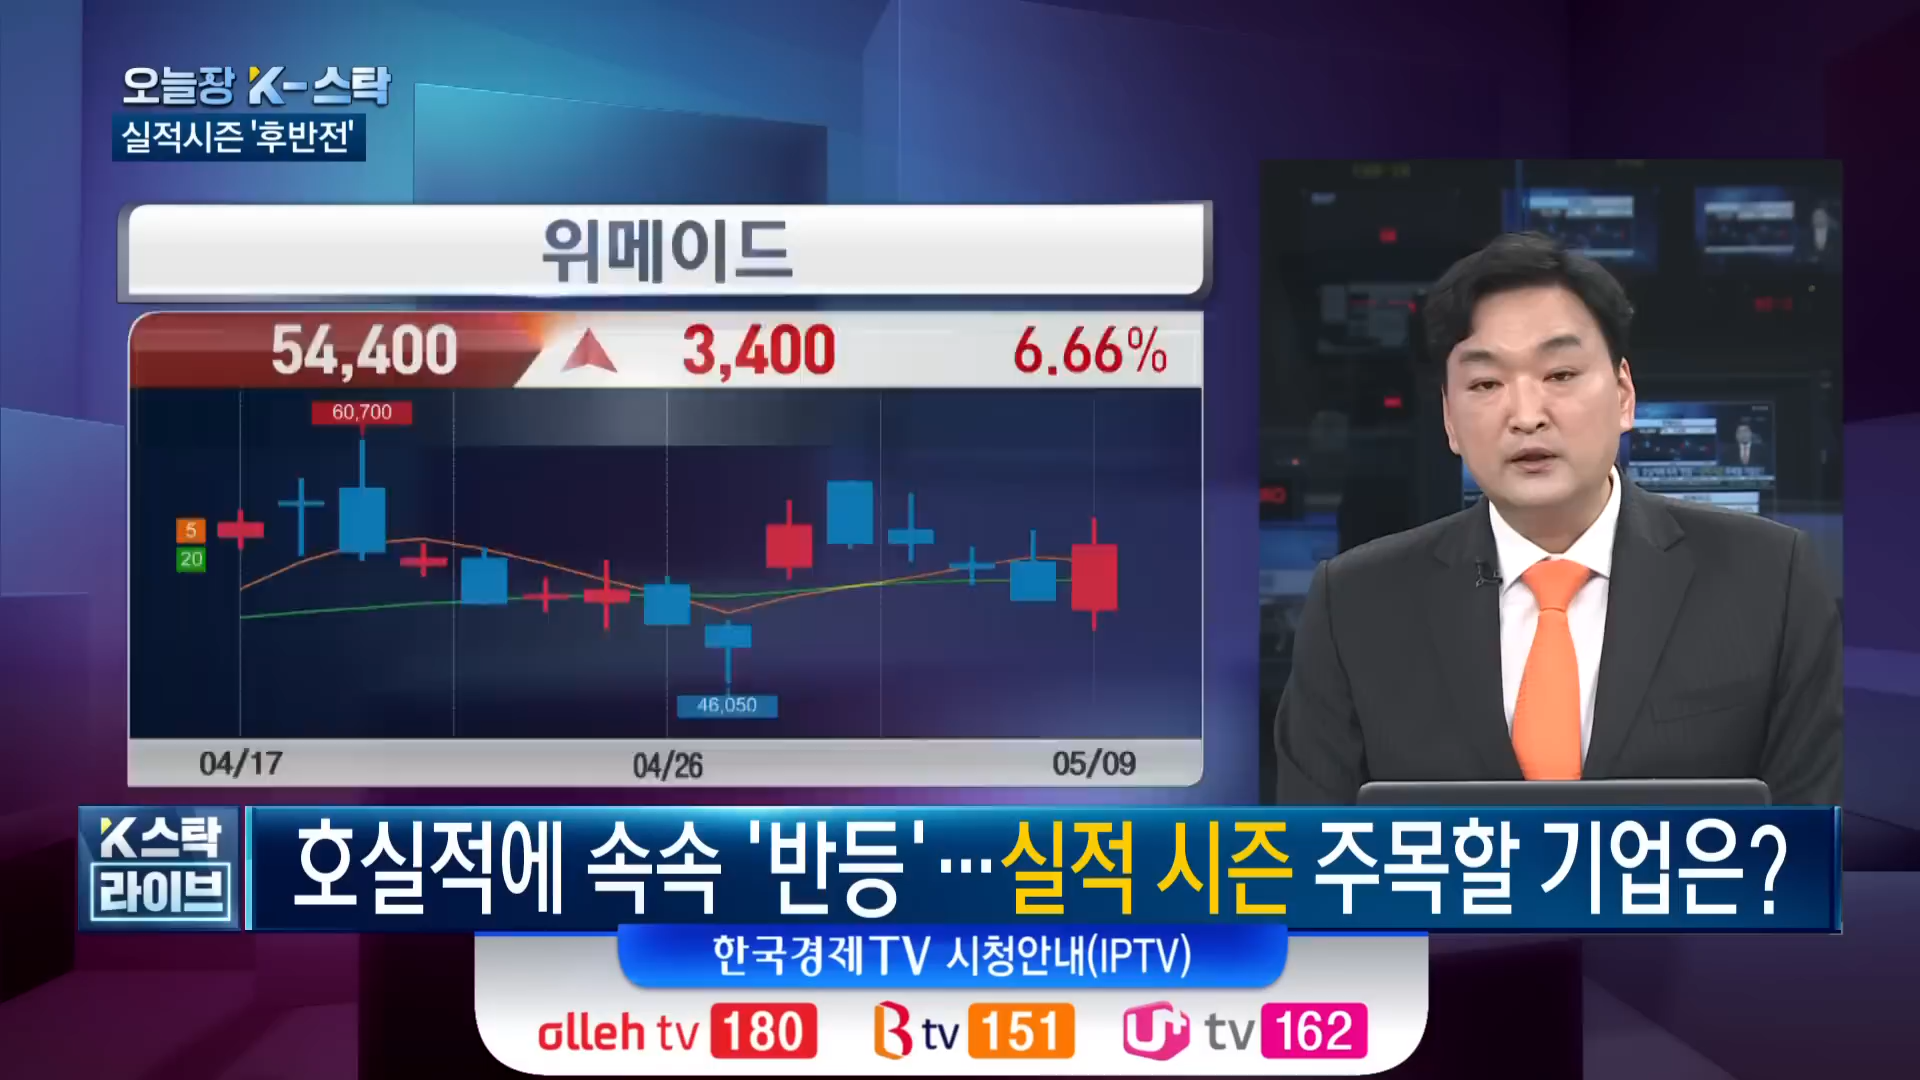 오늘장 K-스탁
실적시즌 '후반전'
위메이드
54,400 ▲ 3,400 6.66%
60,700
5
20
46,050
04/17 04/26 05/09
K스탁 라이브
호실적에 속속 '반등'…실적 시즌 주목할 기업은?
한국경제TV 시청안내(IPTV)
olleh tv 180 B tv 151 U+ tv 162